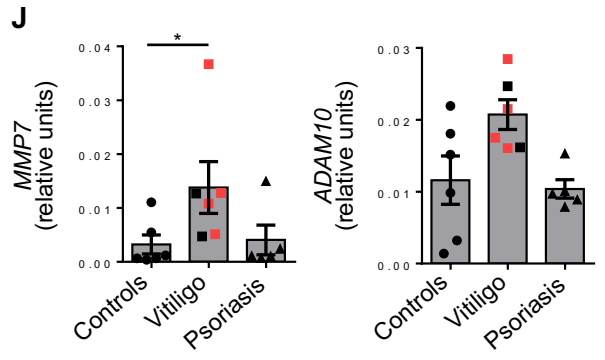 J
*
MMP7
(relative units)
0.04
0.03
0.02
0.01
0.00
Controls
Vitiligo
Psoriasis
ADAM10
(relative units)
0.03
0.02
0.01
0.00
Controls
Vitiligo
Psoriasis